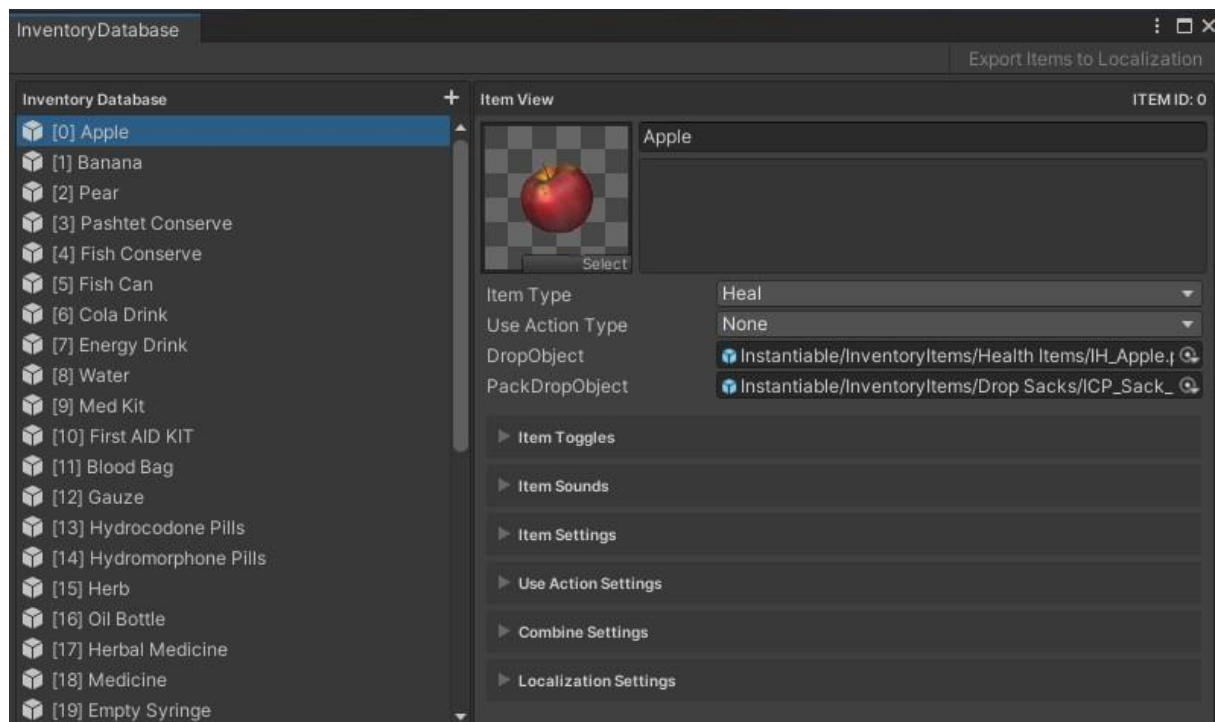 InventoryDatabase
Export Items to Localization
Inventory Database
[0] Apple
[1] Banana
[2] Pear
[3] Pashtet Conserve
[4] Fish Conserve
[5] Fish Can
[6] Cola Drink
[7] Energy Drink
[8] Water
[9] Med Kit
[10] First AID KIT
[11] Blood Bag
[12] Gauze
[13] Hydrocodone Pills
[14] Hydromorphone Pills
[15] Herb
[16] Oil Bottle
[17] Herbal Medicine
[18] Medicine
[19] Empty Syringe
Item View ITEM ID: 0
Apple
Select
Item Type Heal
Use Action Type None
DropObject Instantiable/InventoryItems/Health Items/IH_Apple.p
PackDropObject Instantiable/InventoryItems/Drop Sacks/ICP_Sack_
Item Toggles
Item Sounds
Item Settings
Use Action Settings
Combine Settings
Localization Settings